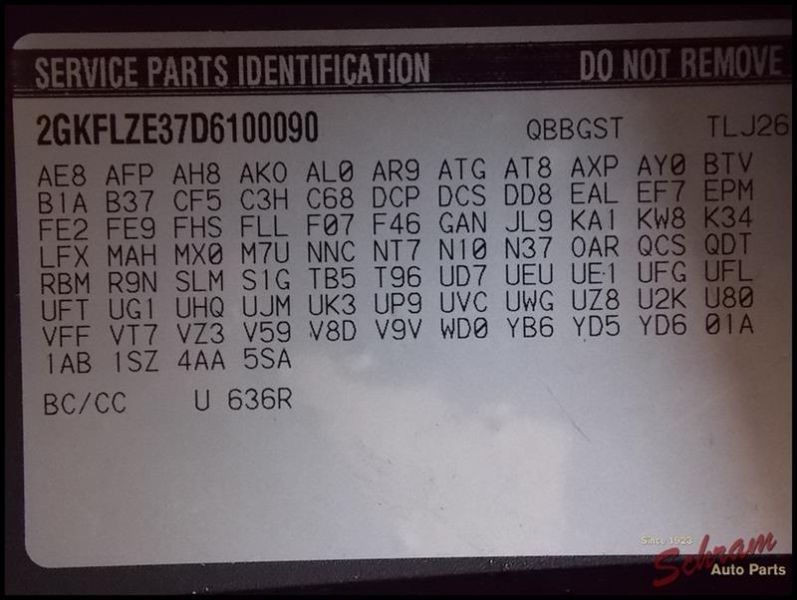 SERVICE PARTS IDENTIFICATION DO NOT REMOVE
2GKFLZE37D6100090 QBBGST TLJ26
AE8 AFP AH8 AK0 AL0 AR9 ATG AT8 AXP AY0 BTV
B1A B37 CF5 C3H C68 DCP DCS DD8 EAL EF7 EPM
FE2 FE9 FHS FLL F07 F46 GAN JL9 KA1 KW8 K34
LFX MAH MX0 M7U NNC NT7 N10 N37 OAR QCS QDT
RBM R9N SLM S1G TB5 T96 UD7 UEU UE1 UFG UFL
UFT UG1 UHQ UJM UK3 UP9 UVC UWG UZ8 U2K U80
VFF VT7 VZ3 V59 V8D V9V WD0 YB6 YD5 YD6 01A
1AB 1SZ 4AA 5SA
BC/CC U 636R
Since 1923
Schram
Auto Parts